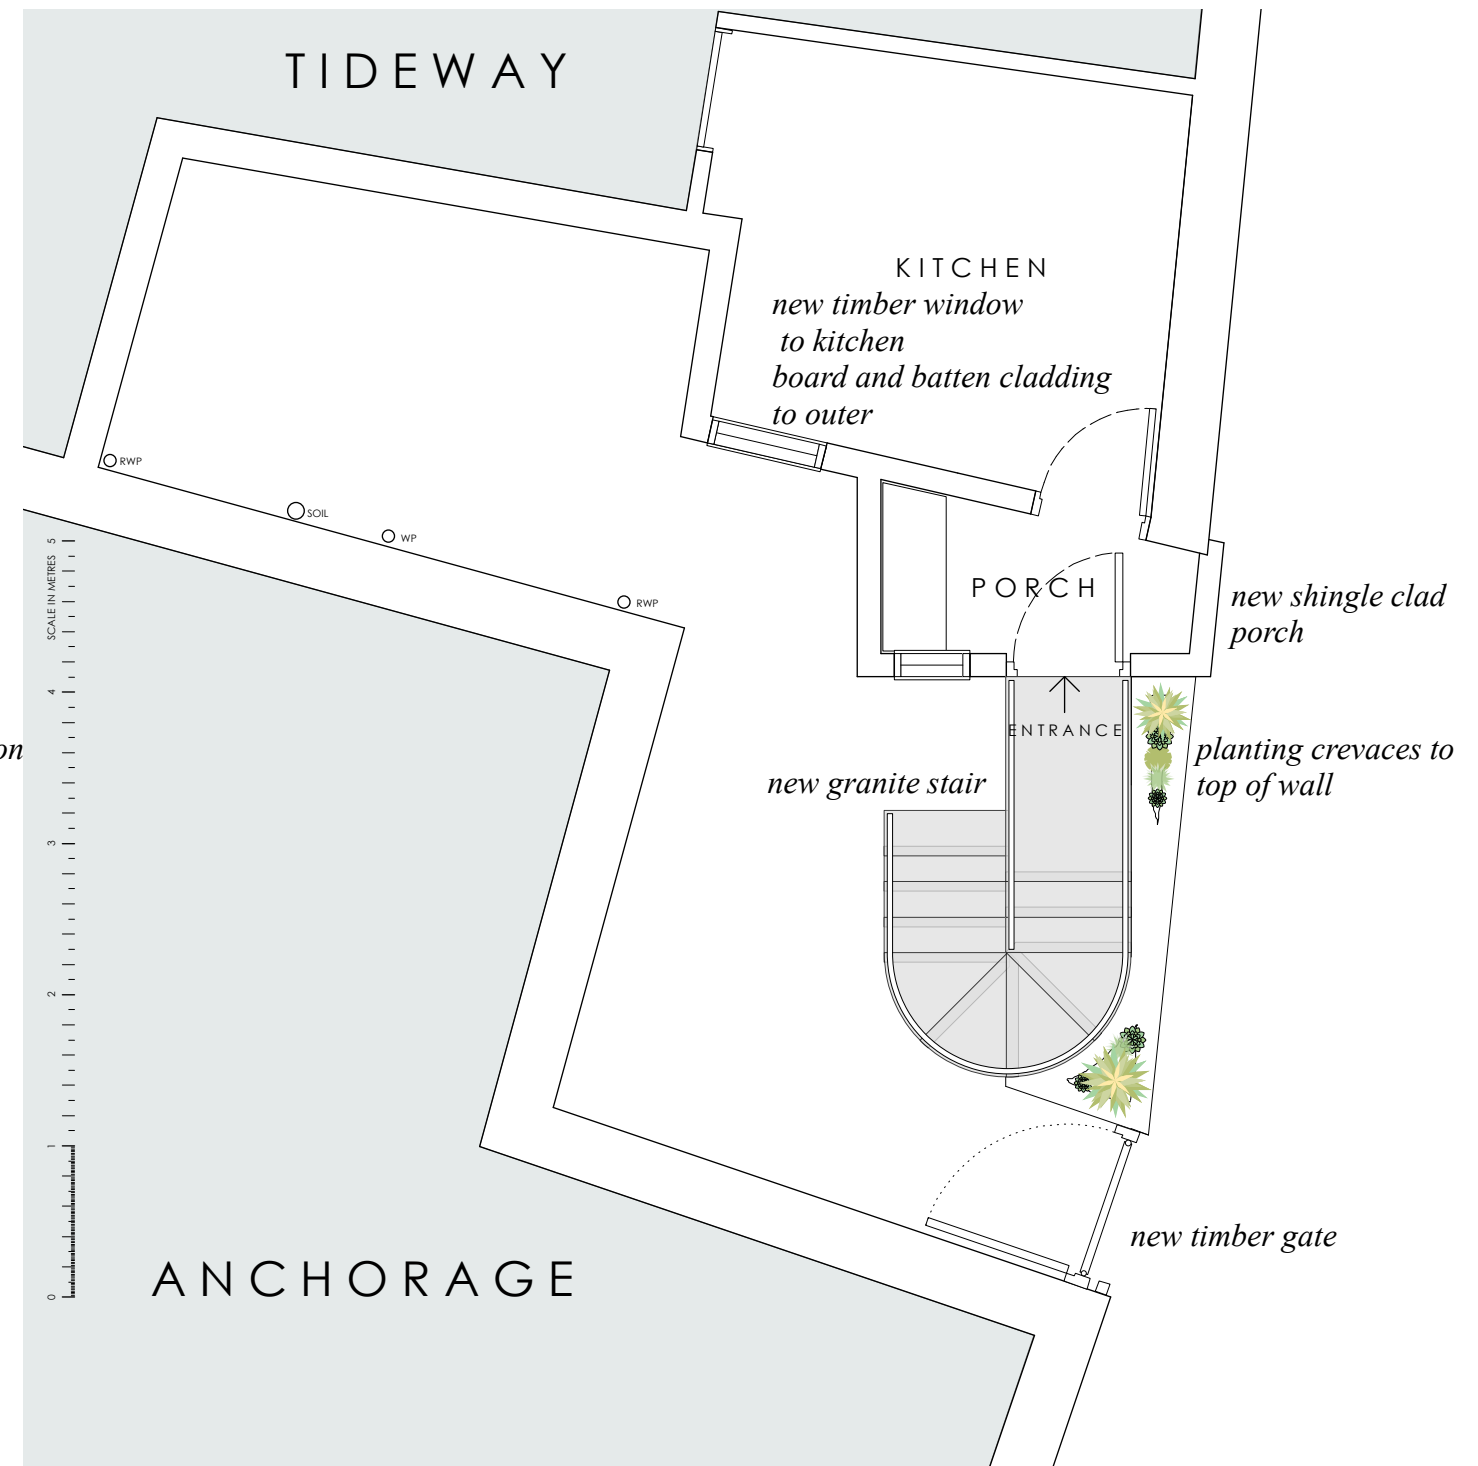 TIDEWAY
KITCHEN
new timber window
to kitchen
board and batten cladding
to outer
RWP
SOIL
WP
RWP
SCALE IN METRES
5
4
3
2
1
0
PORCH
new shingle clad
porch
ENTRANCE
on
planting crevaces to
top of wall
new granite stair
new timber gate
ANCHORAGE